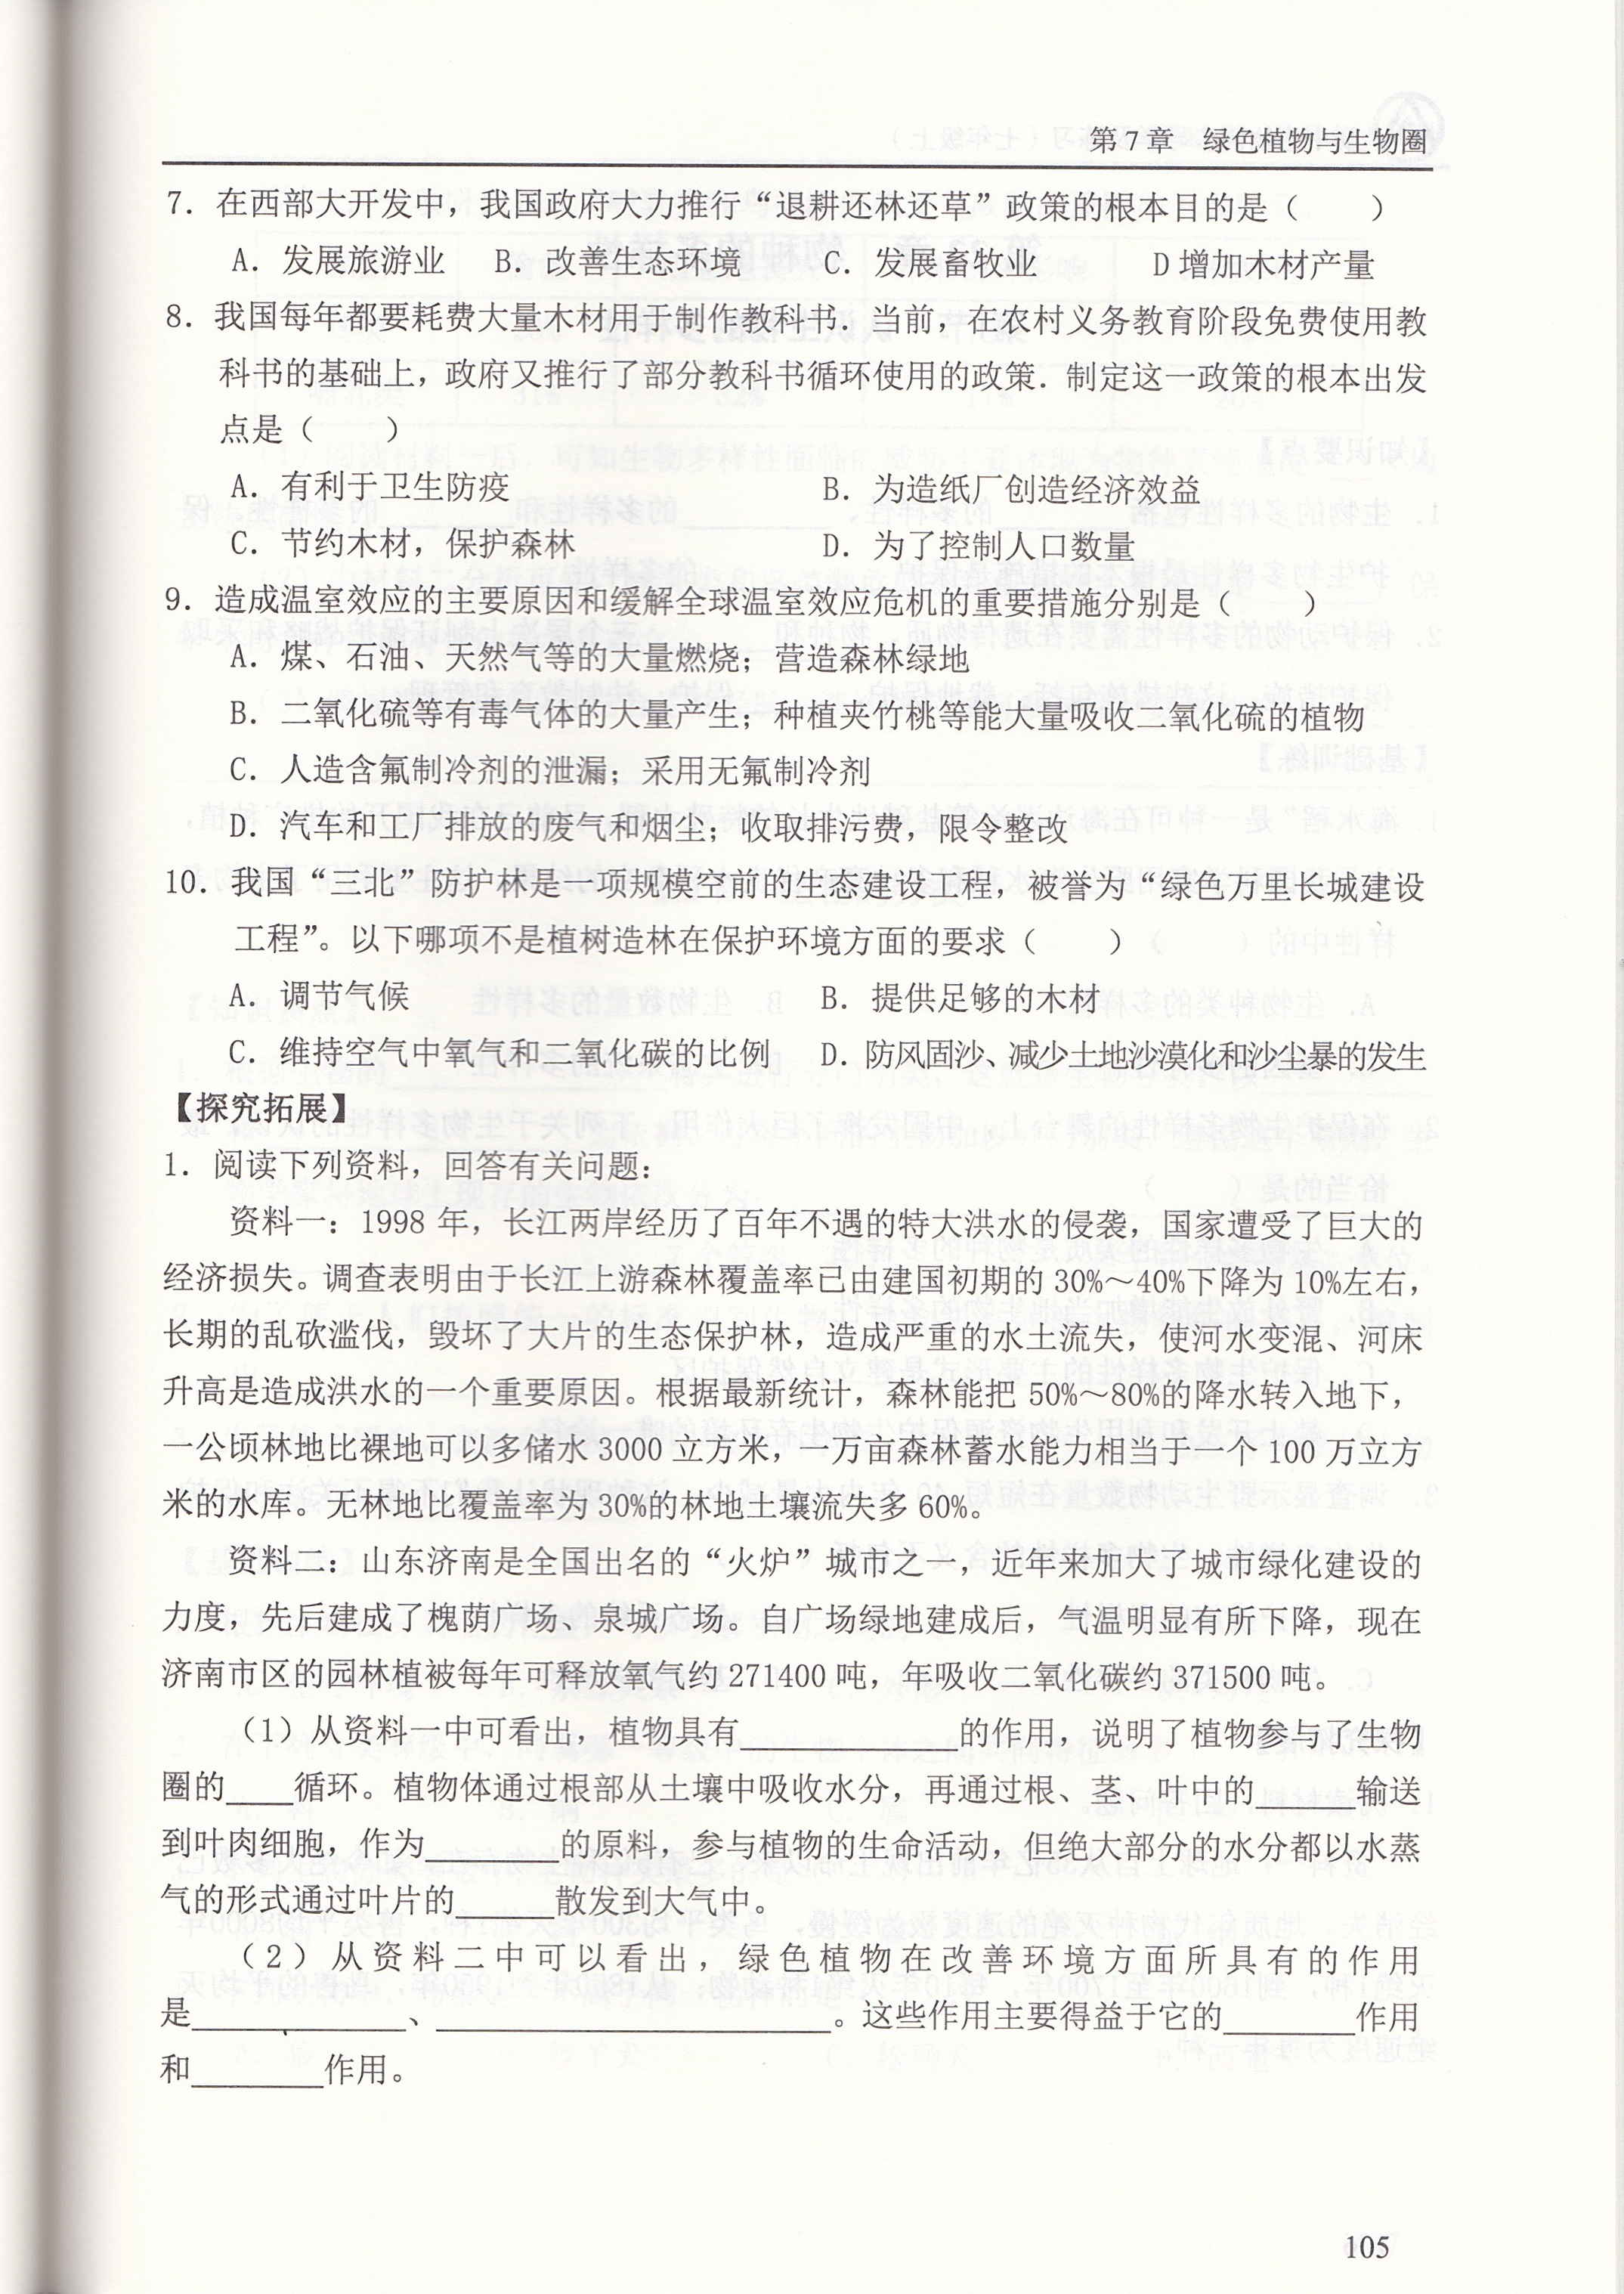 第 7 章　绿色植物与生物圈
7. 在西部大开发中，我国政府大力推行“退耕还林还草”政策的根本目的是（　　）
A. 发展旅游业　B. 改善生态环境　C. 发展畜牧业　D 增加木材产量
8. 我国每年都要耗费大量木材用于制作教科书．当前，在农村义务教育阶段免费使用教
科书的基础上，政府又推行了部分教科书循环使用的政策．制定这一政策的根本出发
点是（　　）
A. 有利于卫生防疫　B. 为造纸厂创造经济效益
C. 节约木材，保护森林　D. 为了控制人口数量
9. 造成温室效应的主要原因和缓解全球温室效应危机的重要措施分别是（　　）
A. 煤、石油、天然气等的大量燃烧；营造森林绿地
B. 二氧化硫等有毒气体的大量产生；种植夹竹桃等能大量吸收二氧化硫的植物
C. 人造含氟制冷剂的泄漏；采用无氟制冷剂
D. 汽车和工厂排放的废气和烟尘；收取排污费，限令整改
10. 我国“三北”防护林是一项规模空前的生态建设工程，被誉为“绿色万里长城建设
工程”。以下哪项不是植树造林在保护环境方面的要求（　　）
A. 调节气候　B. 提供足够的木材
C. 维持空气中氧气和二氧化碳的比例　D. 防风固沙、减少土地沙漠化和沙尘暴的发生
【探究拓展】
1. 阅读下列资料，回答有关问题：
资料一：1998 年，长江两岸经历了百年不遇的特大洪水的侵袭，国家遭受了巨大的
经济损失。调查表明由于长江上游森林覆盖率已由建国初期的 30%～40%下降为 10%左右，
长期的乱砍滥伐，毁坏了大片的生态保护林，造成严重的水土流失，使河水变混、河床
升高是造成洪水的一个重要原因。根据最新统计，森林能把 50%～80%的降水转入地下，
一公顷林地比裸地可以多储水 3000 立方米，一万亩森林蓄水能力相当于一个 100 万立方
米的水库。无林地比覆盖率为 30%的林地土壤流失多 60%。
资料二：山东济南是全国出名的“火炉”城市之一，近年来加大了城市绿化建设的
力度，先后建成了槐荫广场、泉城广场。自广场绿地建成后，气温明显有所下降，现在
济南市区的园林植被每年可释放氧气约 271400 吨，年吸收二氧化碳约 371500 吨。
（1）从资料一中可看出，植物具有_____________的作用，说明了植物参与了生物
圈的____循环。植物体通过根部从土壤中吸收水分，再通过根、茎、叶中的______输送
到叶肉细胞，作为________的原料，参与植物的生命活动，但绝大部分的水分都以水蒸
气的形式通过叶片的______散发到大气中。
（2）从资料二中可以看出，绿色植物在改善环境方面所具有的作用
是_____________、________________________。这些作用主要得益于它的________作用
和________作用。
105